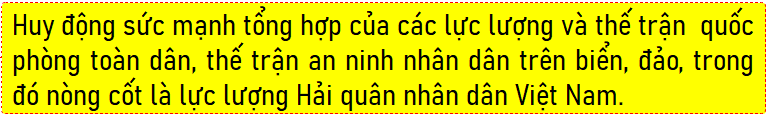 Huy động sức mạnh tổng hợp của các lực lượng và thế trận quốc
phòng toàn dân, thế trận an ninh nhân dân trên biển, đảo, trong
đó nòng cốt là lực lượng Hải quân nhân dân Việt Nam.